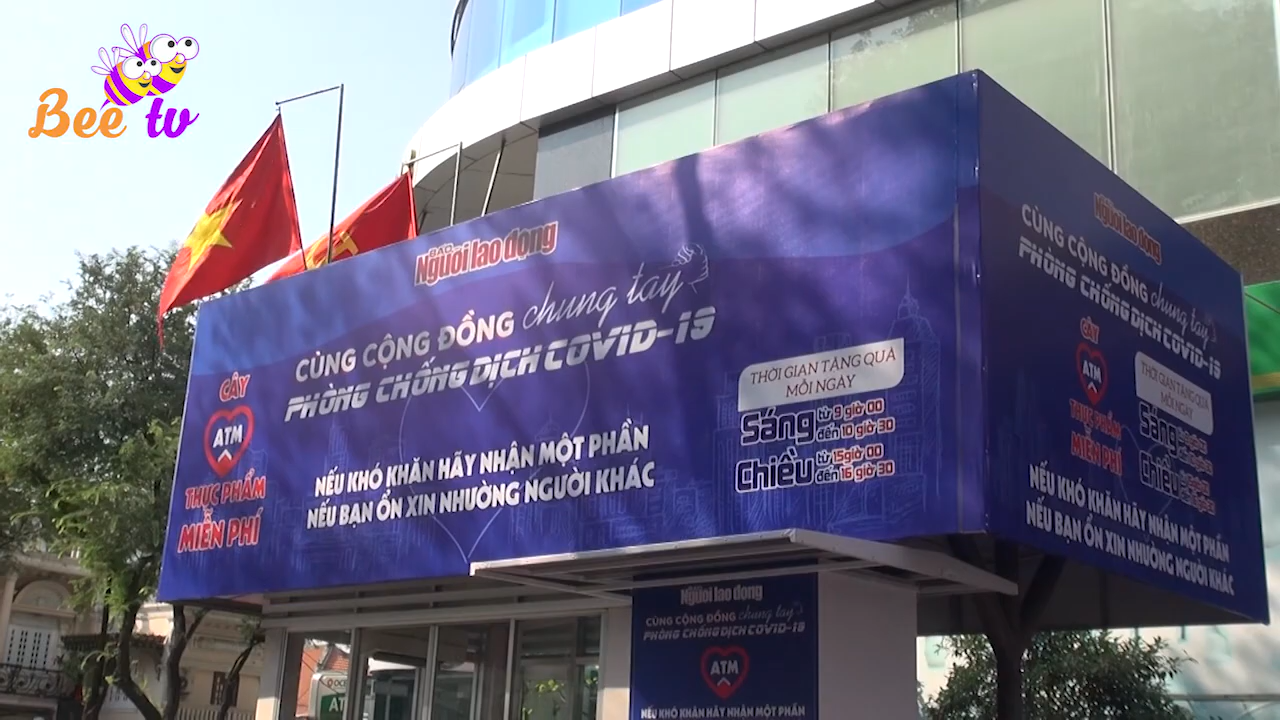 Bee tv
BÁO
Người lao động
CÙNG CỘNG ĐỒNG chung tay
PHÒNG CHỐNG DỊCH COVID-19
CÂY
ATM
THỰC PHẨM
MIỄN PHÍ
NẾU KHÓ KHĂN HÃY NHẬN MỘT PHẦN
NẾU BẠN ỔN XIN NHƯỜNG NGƯỜI KHÁC
THỜI GIAN TẶNG QUÀ
MỖI NGÀY
Sáng từ 9 giờ 00
đến 10 giờ 30
Chiều từ 15giờ 00
đến 16 giờ 30
Người lao động
CÙNG CỘNG ĐỒNG chung tay
PHÒNG CHỐNG DỊCH COVID-19
CÂY
ATM
THỰC PHẨM
MIỄN PHÍ
THỜI GIAN TẶNG QUÀ
MỖI NGÀY
Sáng
Chiều
NẾU KHÓ KHĂN HÃY NHẬN MỘT PHẦN
NẾU BẠN ỔN XIN NHƯỜNG NGƯỜI KHÁC
Người lao động
CÙNG CỘNG ĐỒNG chung tay
PHÒNG CHỐNG DỊCH COVID-19
ATM
NẾU KHÓ KHĂN HÃY NHẬN MỘT PHẦN